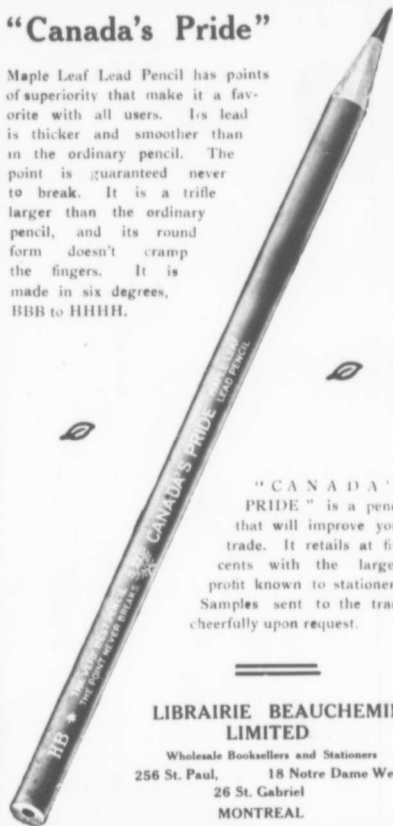 "Canada's Pride"
Maple Leaf Lead Pencil has points
of superiority that make it a fav-
orite with all users. Its lead
is thicker and smoother than
in the ordinary pencil. The
point is guaranteed never
to break. It is a trifle
larger than the ordinary
pencil, and its round
form doesn't cramp
the fingers. It is
made in six degrees,
BBB to HHHH.
HB
THE POINT NEVER BREAKS
CANADA'S PRIDE
LEAD PENCIL
"CANADA'
PRIDE" is a penc
that will improve yo
trade. It retails at fi
cents with the large
profit known to stationer
Samples sent to the tra
cheerfully upon request.
LIBRAIRIE BEAUCHEMI
LIMITED
Wholesale Booksellers and Stationers
256 St. Paul, 18 Notre Dame We
26 St. Gabriel
MONTREAL